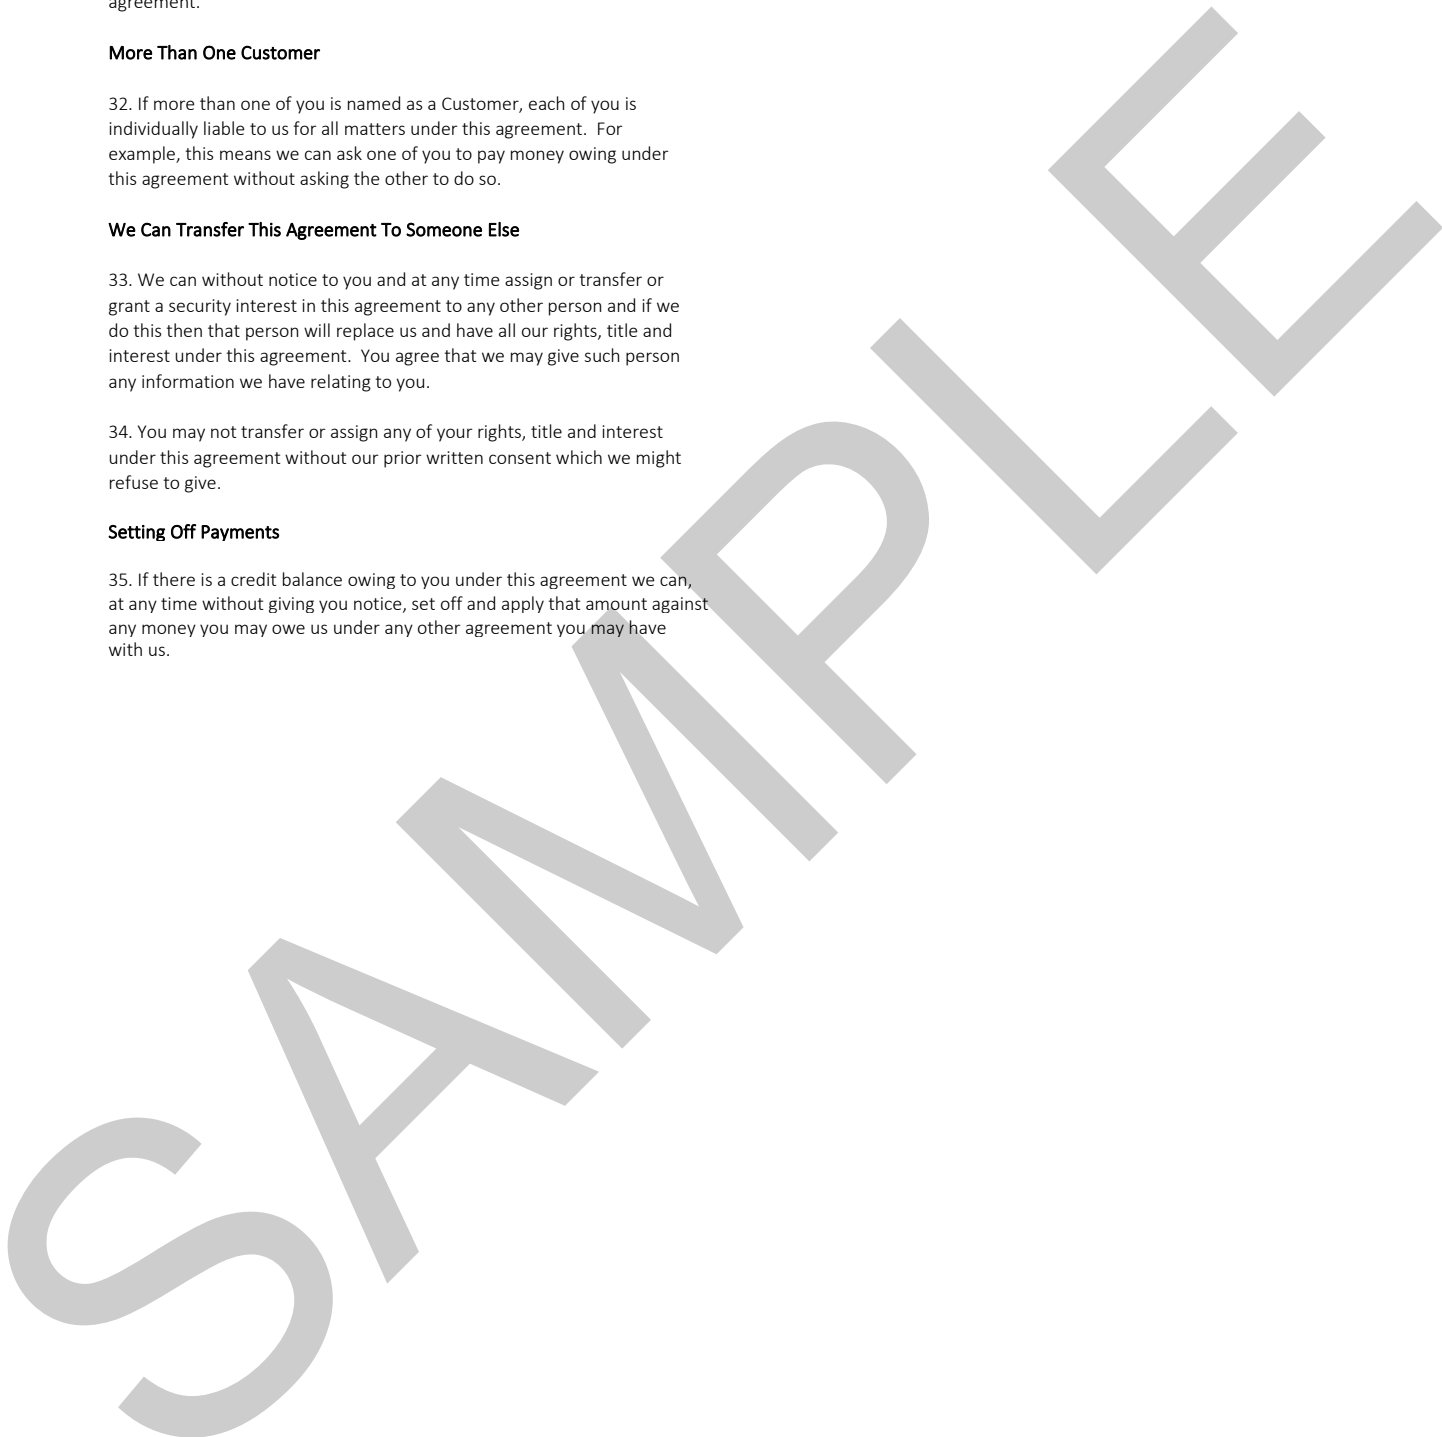 agreement.
More Than One Customer
32. If more than one of you is named as a Customer, each of you is
individually liable to us for all matters under this agreement.  For
example, this means we can ask one of you to pay money owing under
this agreement without asking the other to do so.
We Can Transfer This Agreement To Someone Else
33. We can without notice to you and at any time assign or transfer or
grant a security interest in this agreement to any other person and if we
do this then that person will replace us and have all our rights, title and
interest under this agreement.  You agree that we may give such person
any information we have relating to you.
34. You may not transfer or assign any of your rights, title and interest
under this agreement without our prior written consent which we might
refuse to give.
Setting Off Payments
35. If there is a credit balance owing to you under this agreement we can,
at any time without giving you notice, set off and apply that amount against
any money you may owe us under any other agreement you may have
with us.
SAMPLE